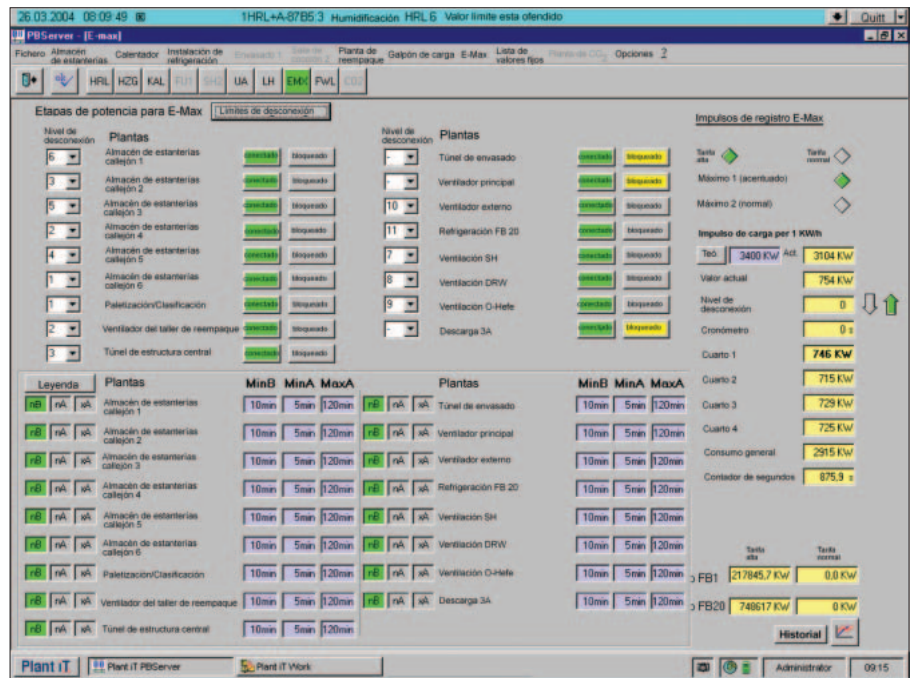 26.03.2004 08:09:49 1HRL+A-87B5:3 Humidificación HRL 6 Valor límite esta ofendido Quitt
PBServer - [E-max]
Fichero Almacén de estanterías Calentador Instalación de refrigeración Envasado 1 Planta de reempaque Galpón de carga E-Max Lista de valores fijos Planta de CO2 Opciones ?
HRL HZG KAL FU1 SH2 UA LH EMX FWL CO2
Etapas de potencia para E-Max Límites de desconexión
Impulsos de registro E-Max
Nivel de desconexión Plantas Nivel de desconexión Plantas
6 Almacén de estanterías callejón 1 conectado bloqueado - Túnel de envasado conectado bloqueado
3 Almacén de estanterías callejón 2 conectado bloqueado - Ventilador principal conectado bloqueado
5 Almacén de estanterías callejón 3 conectado bloqueado 10 Ventilador externo conectado bloqueado
2 Almacén de estanterías callejón 4 conectado bloqueado 11 Refrigeración FB 20 conectado bloqueado
4 Almacén de estanterías callejón 5 conectado bloqueado 7 Ventilación SH conectado bloqueado
1 Almacén de estanterías callejón 6 conectado bloqueado 8 Ventilación DRW conectado bloqueado
1 Paletización/Clasificación conectado bloqueado 9 Ventilación O-Hefe conectado bloqueado
2 Ventilador del taller de reempaque conectado bloqueado - Descarga 3A conectado bloqueado
3 Túnel de estructura central conectado bloqueado
Tarifa alta Tarifa normal
Máximo 1 (acentuado)
Máximo 2 (normal)
Impulso de carga per 1 KW/h
Teó. 3400 KW Act. 3104 KW
Valor actual 754 KW
Nivel de desconexión 0
Cronómetro 0 s
Cuarto 1 746 KW
Cuarto 2 715 KW
Cuarto 3 729 KW
Cuarto 4 725 KW
Consumo general 2915 KW
Contador de segundos 875,9 s
Leyenda Plantas MinB MinA MaxA Plantas MinB MinA MaxA
nB nA xA Almacén de estanterías callejón 1 10min 5min 120min nB nA xA Túnel de envasado 10min 5min 120min
nB nA xA Almacén de estanterías callejón 2 10min 5min 120min nB nA xA Ventilador principal 10min 5min 120min
nB nA xA Almacén de estanterías callejón 3 10min 5min 120min nB nA xA Ventilador externo 10min 5min 120min
nB nA xA Almacén de estanterías callejón 4 10min 5min 120min nB nA xA Refrigeración FB 20 10min 5min 120min
nB nA xA Almacén de estanterías callejón 5 10min 5min 120min nB nA xA Ventilación SH 10min 5min 120min
nB nA xA Almacén de estanterías callejón 6 10min 5min 120min nB nA xA Ventilación DRW 10min 5min 120min
nB nA xA Paletización/Clasificación 10min 5min 120min nB nA xA Ventilación O-Hefe 10min 5min 120min
nB nA xA Ventilador del taller de reempaque 10min 5min 120min nB nA xA Descarga 3A 10min 5min 120min
nB nA xA Túnel de estructura central 10min 5min 120min
Tarifa alta Tarifa normal
o FB1 217845,7 KW 0,0 KW
o FB20 748617 KW 0 KW
Historial
Plant iT Plant iT PBServer Plant iT Work Administrator 09:15